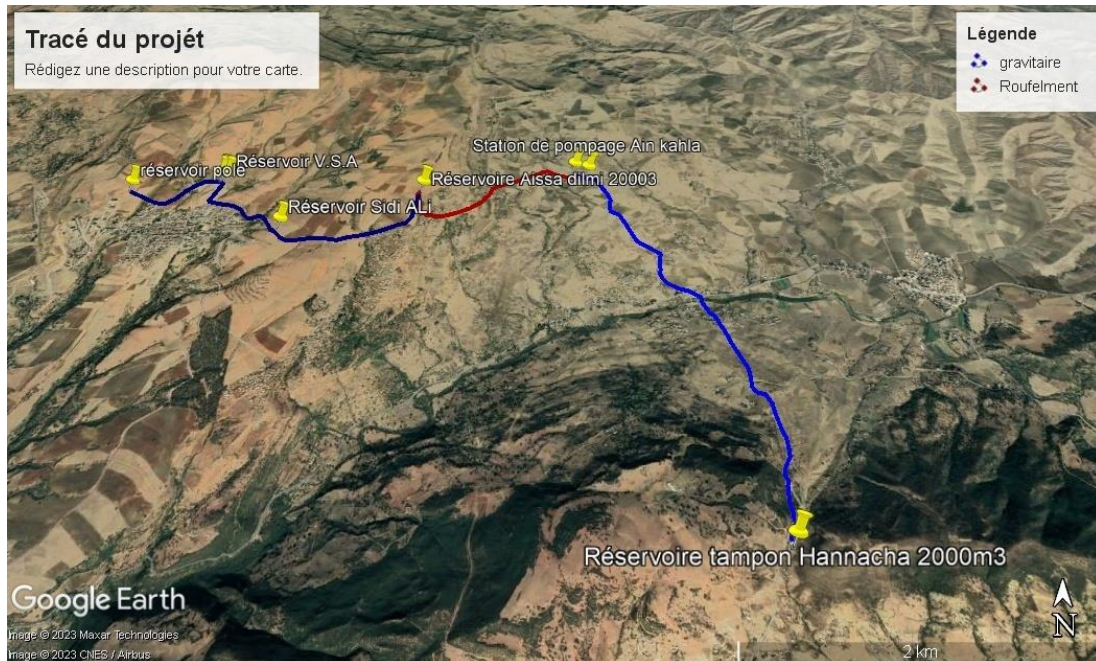 Tracé du projét
Rédigez une description pour votre carte.
Légende
gravitaire
Roufelment
Station de pompage Ain kahla
Réservoir V.S.A
réservoir pole
Réservoire Aissa dilmi 20003
Réservoir Sidi ALi
Réservoire tampon Hannacha 2000m3
Google Earth
Image © 2023 Maxar Technologies
Image © 2023 CNES / Airbus
N
2 km